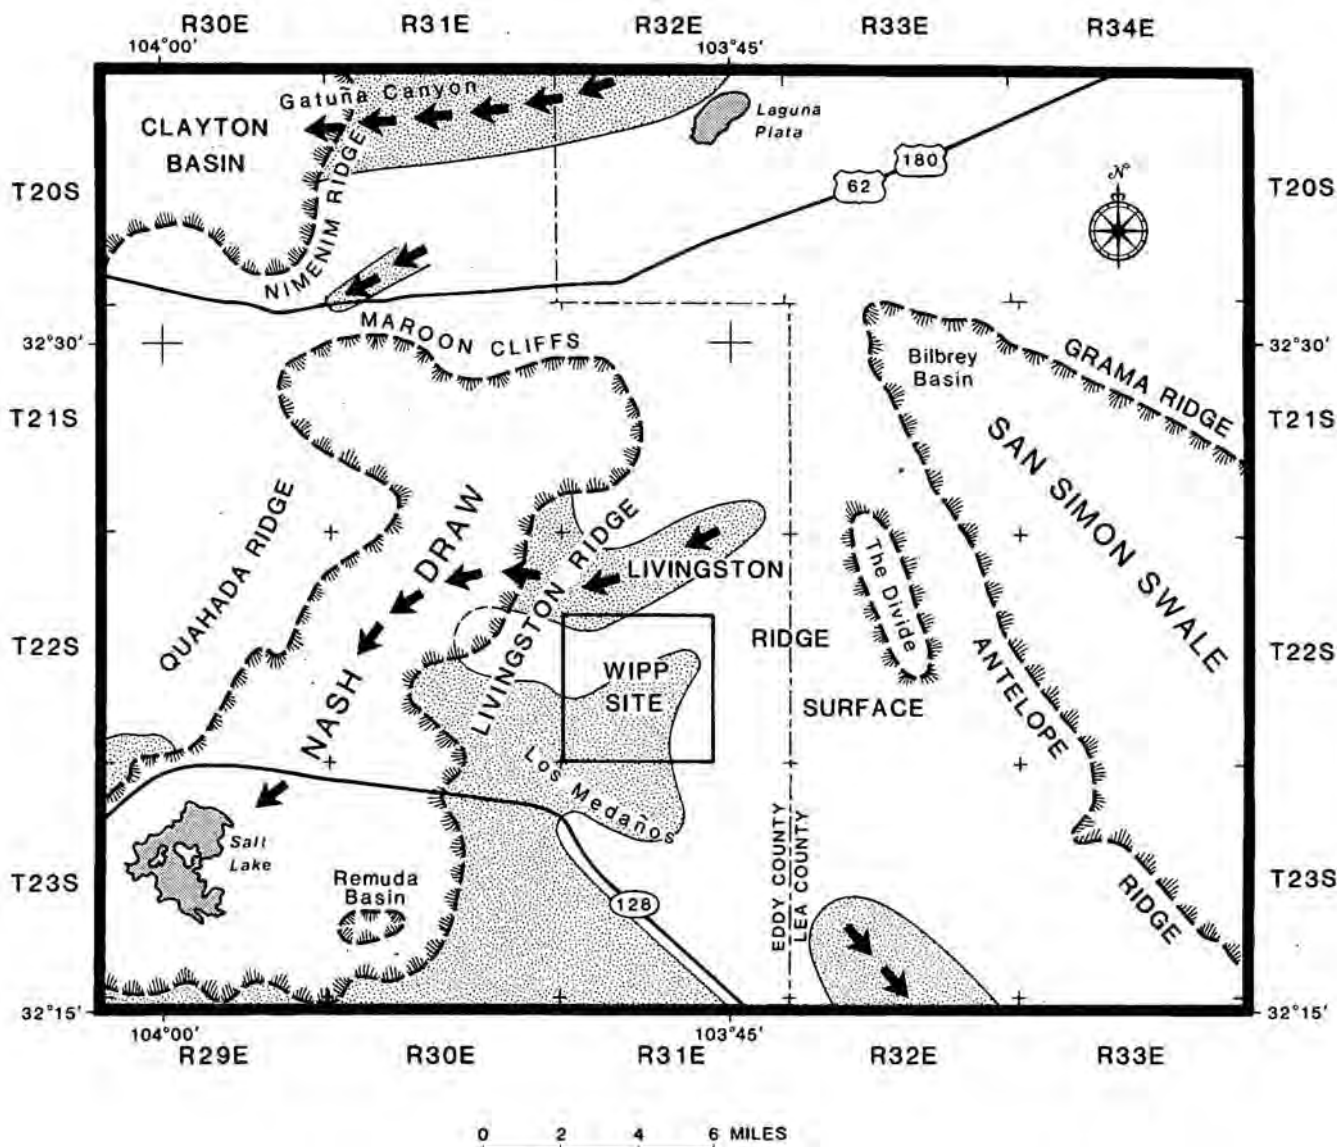 R30E R31E R32E R33E R34E
104°00' 103°45'
Gatuña Canyon
Laguna
Plata
CLAYTON
BASIN
180
62
N
T20S T20S
NIMENIM RIDGE
MAROON CLIFFS
32°30' 32°30'
Bilbrey
Basin
GRAMA RIDGE
T21S T21S
SAN SIMON SWALE
QUAHADA RIDGE
NASH DRAW
LIVINGSTON RIDGE
LIVINGSTON
RIDGE
SURFACE
The Divide
ANTELOPE
RIDGE
T22S T22S
WIPP
SITE
Los Medaños
EDDY COUNTY
LEA COUNTY
Salt
Lake
Remuda
Basin
128
T23S T23S
32°15' 32°15'
104°00' 103°45'
R29E R30E R31E R32E R33E
0 2 4 6 MILES